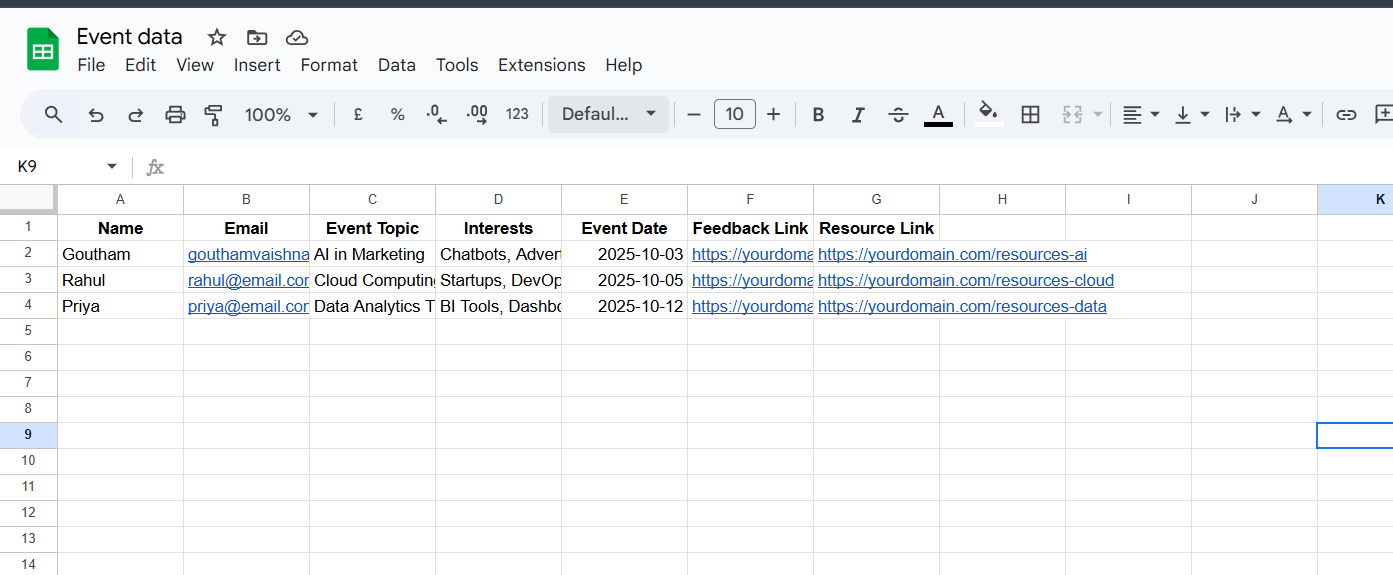 Event data
File Edit View Insert Format Data Tools Extensions Help
100% £ % .0 .00 123 Defaul... 10 B I A A
K9 fx
A B C D E F G H I J K
1 Name Email Event Topic Interests Event Date Feedback Link Resource Link
2 Goutham gouthamvaishna AI in Marketing Chatbots, Advert 2025-10-03 https://yourdoma https://yourdomain.com/resources-ai
3 Rahul rahul@email.cor Cloud Computing Startups, DevOp 2025-10-05 https://yourdoma https://yourdomain.com/resources-cloud
4 Priya priya@email.cor Data Analytics T BI Tools, Dashbo 2025-10-12 https://yourdoma https://yourdomain.com/resources-data
5
6
7
8
9
10
11
12
13
14